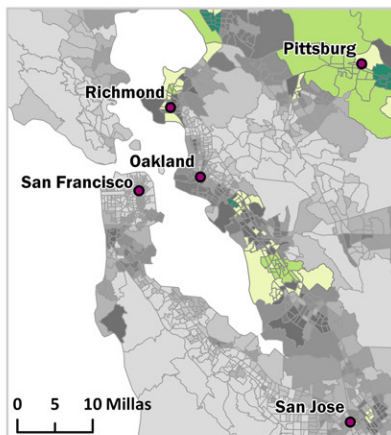 Pittsburg
Richmond
Oakland
San Francisco
0 5 10 Millas
San Jose